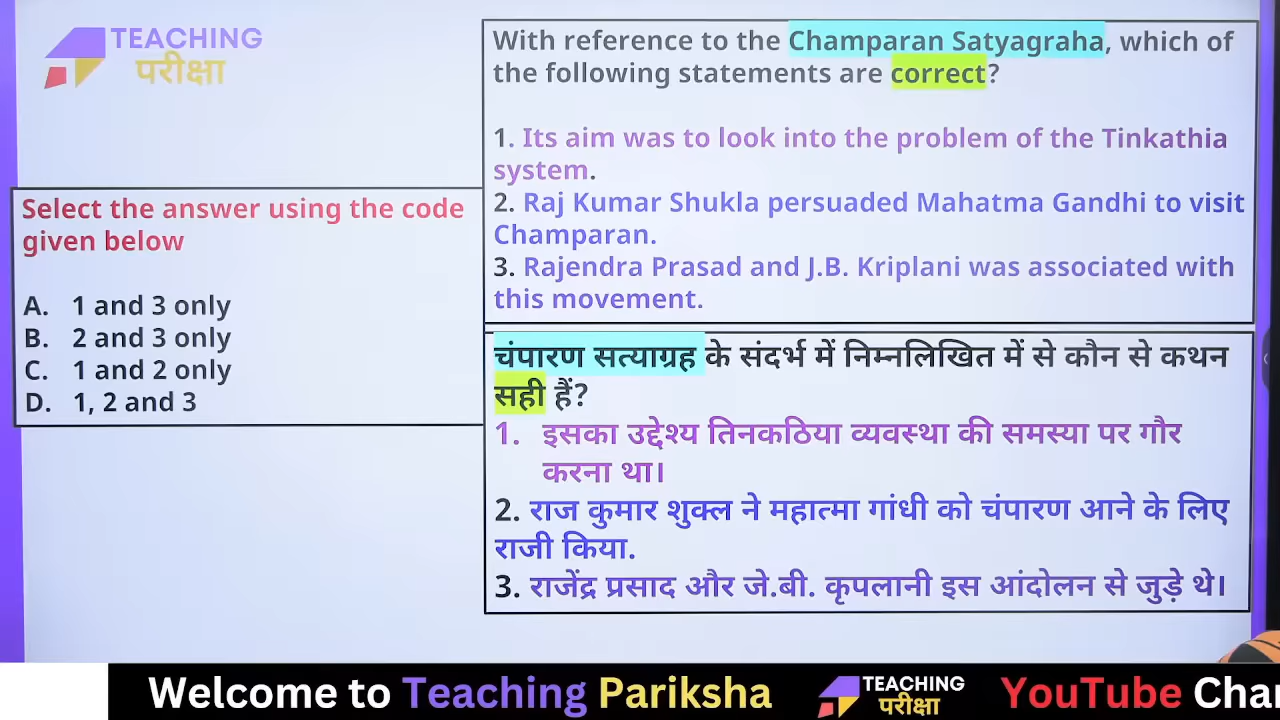 TEACHING
परीक्षा
With reference to the Champaran Satyagraha, which of
the following statements are correct?
1. Its aim was to look into the problem of the Tinkathia
system.
2. Raj Kumar Shukla persuaded Mahatma Gandhi to visit
Champaran.
3. Rajendra Prasad and J.B. Kriplani was associated with
this movement.
Select the answer using the code
given below
A. 1 and 3 only
B. 2 and 3 only
C. 1 and 2 only
D. 1, 2 and 3
चंपारण सत्याग्रह के संदर्भ में निम्नलिखित में से कौन से कथन
सही हैं?
1. इसका उद्देश्य तिनकठिया व्यवस्था की समस्या पर गौर
करना था।
2. राज कुमार शुक्ल ने महात्मा गांधी को चंपारण आने के लिए
राजी किया.
3. राजेंद्र प्रसाद और जे.बी. कृपलानी इस आंदोलन से जुड़े थे।
Welcome to Teaching Pariksha
TEACHING
परीक्षा
YouTube Char